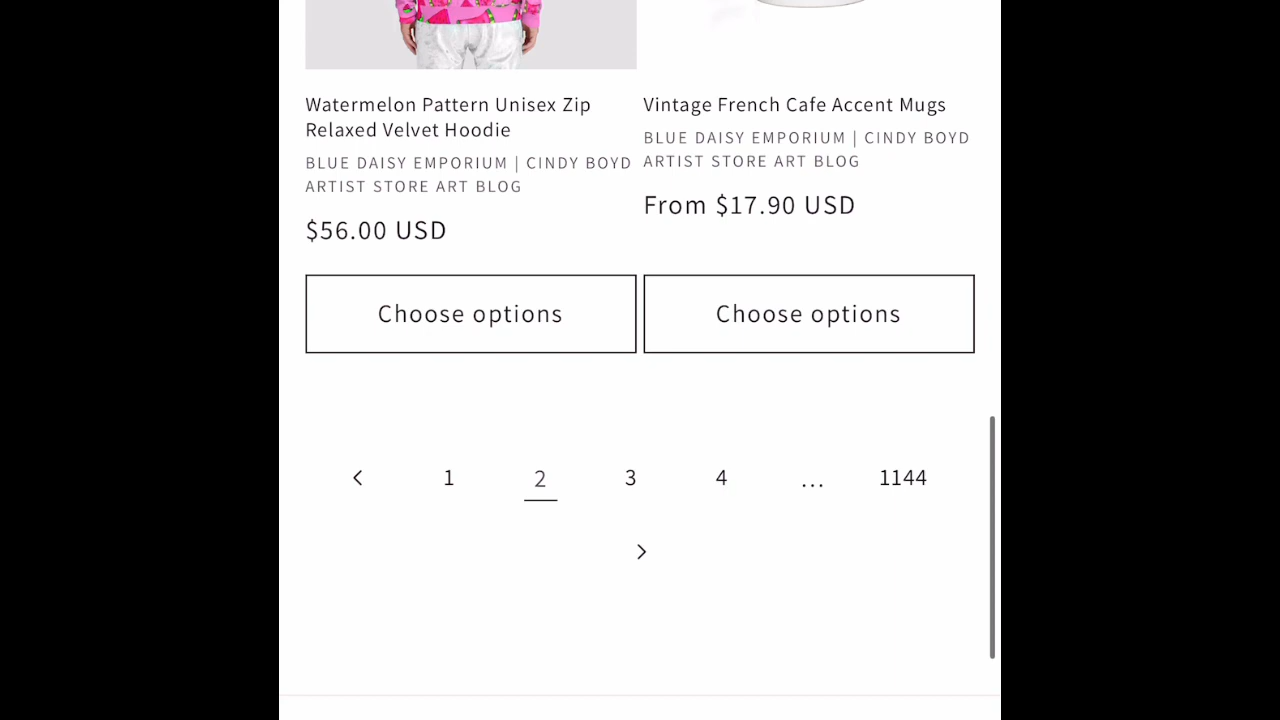 Watermelon Pattern Unisex Zip
Relaxed Velvet Hoodie
BLUE DAISY EMPORIUM | CINDY BOYD
ARTIST STORE ART BLOG
$56.00 USD
Choose options
Vintage French Cafe Accent Mugs
BLUE DAISY EMPORIUM | CINDY BOYD
ARTIST STORE ART BLOG
From $17.90 USD
Choose options
1 2 3 4 ... 1144